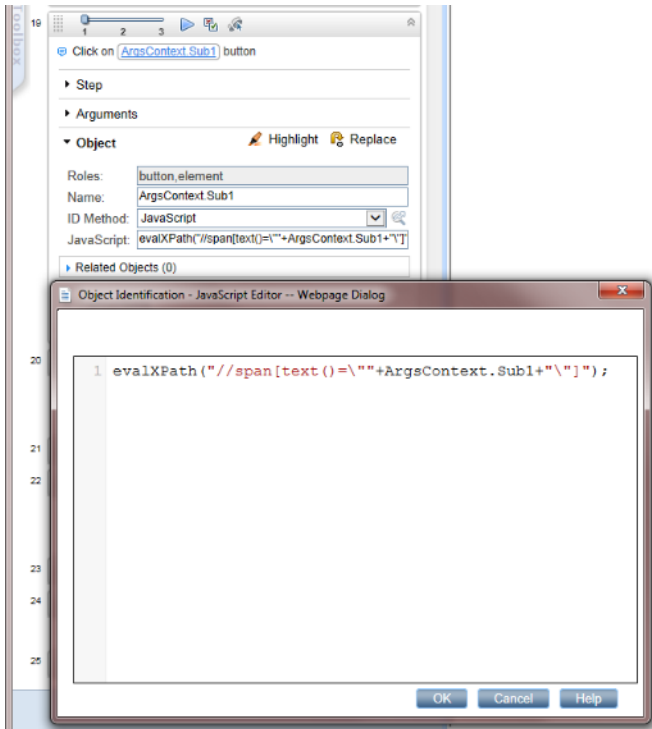 Toolbox
19
1 2 3
Click on ArgsContext.Sub1 button
Step
Arguments
Object Highlight Replace
Roles: button,element
Name: ArgsContext.Sub1
ID Method: JavaScript
JavaScript: evalXPath("//span[text()=\""+ArgsContext.Sub1+"\"]"
Related Objects (0)
Object Identification - JavaScript Editor -- Webpage Dialog
x
20
1 evalXPath("//span[text()=\""+ArgsContext.Sub1+"\"]");
21
22
23
24
25
OK Cancel Help